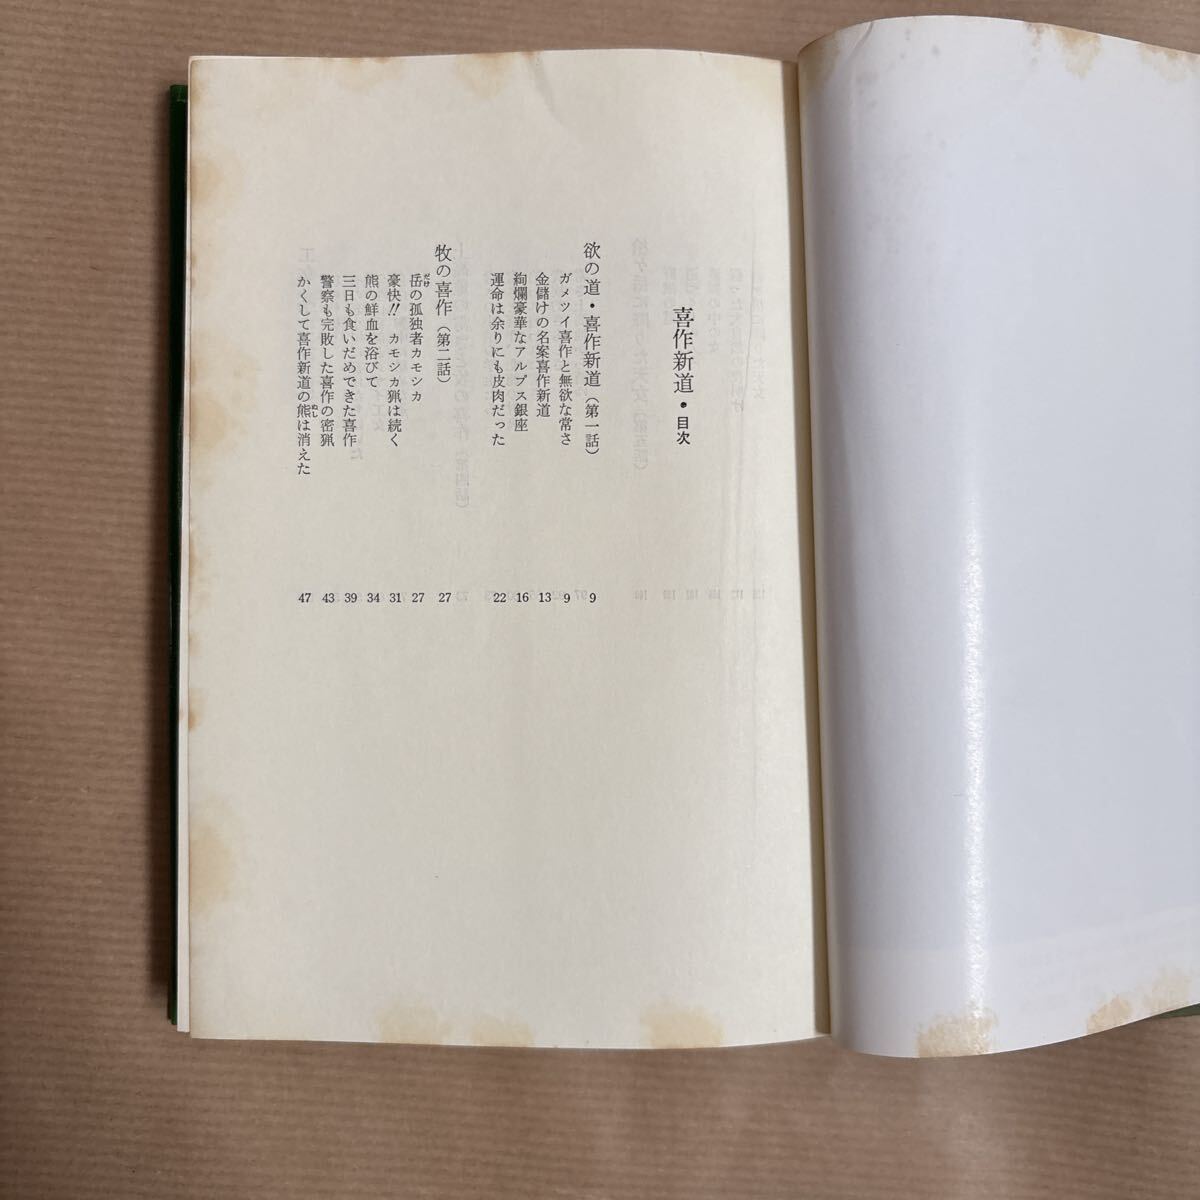 喜作新道・目次
欲の道・喜作新道（第一話） 9
ガメツイ喜作と無欲な常さ 9
金儲けの名案喜作新道 13
絢爛豪華なアルプス銀座 16
運命は余りにも皮肉だった 22
牧の喜作（第二話） 27
岳の孤独者カモシカ 27
豪快!! カモシカ猟は続く 31
熊の鮮血を浴びて 34
三日も食いだめできた喜作 39
警察も完敗した喜作の密猟 43
かくして喜作新道の熊は消えた 47